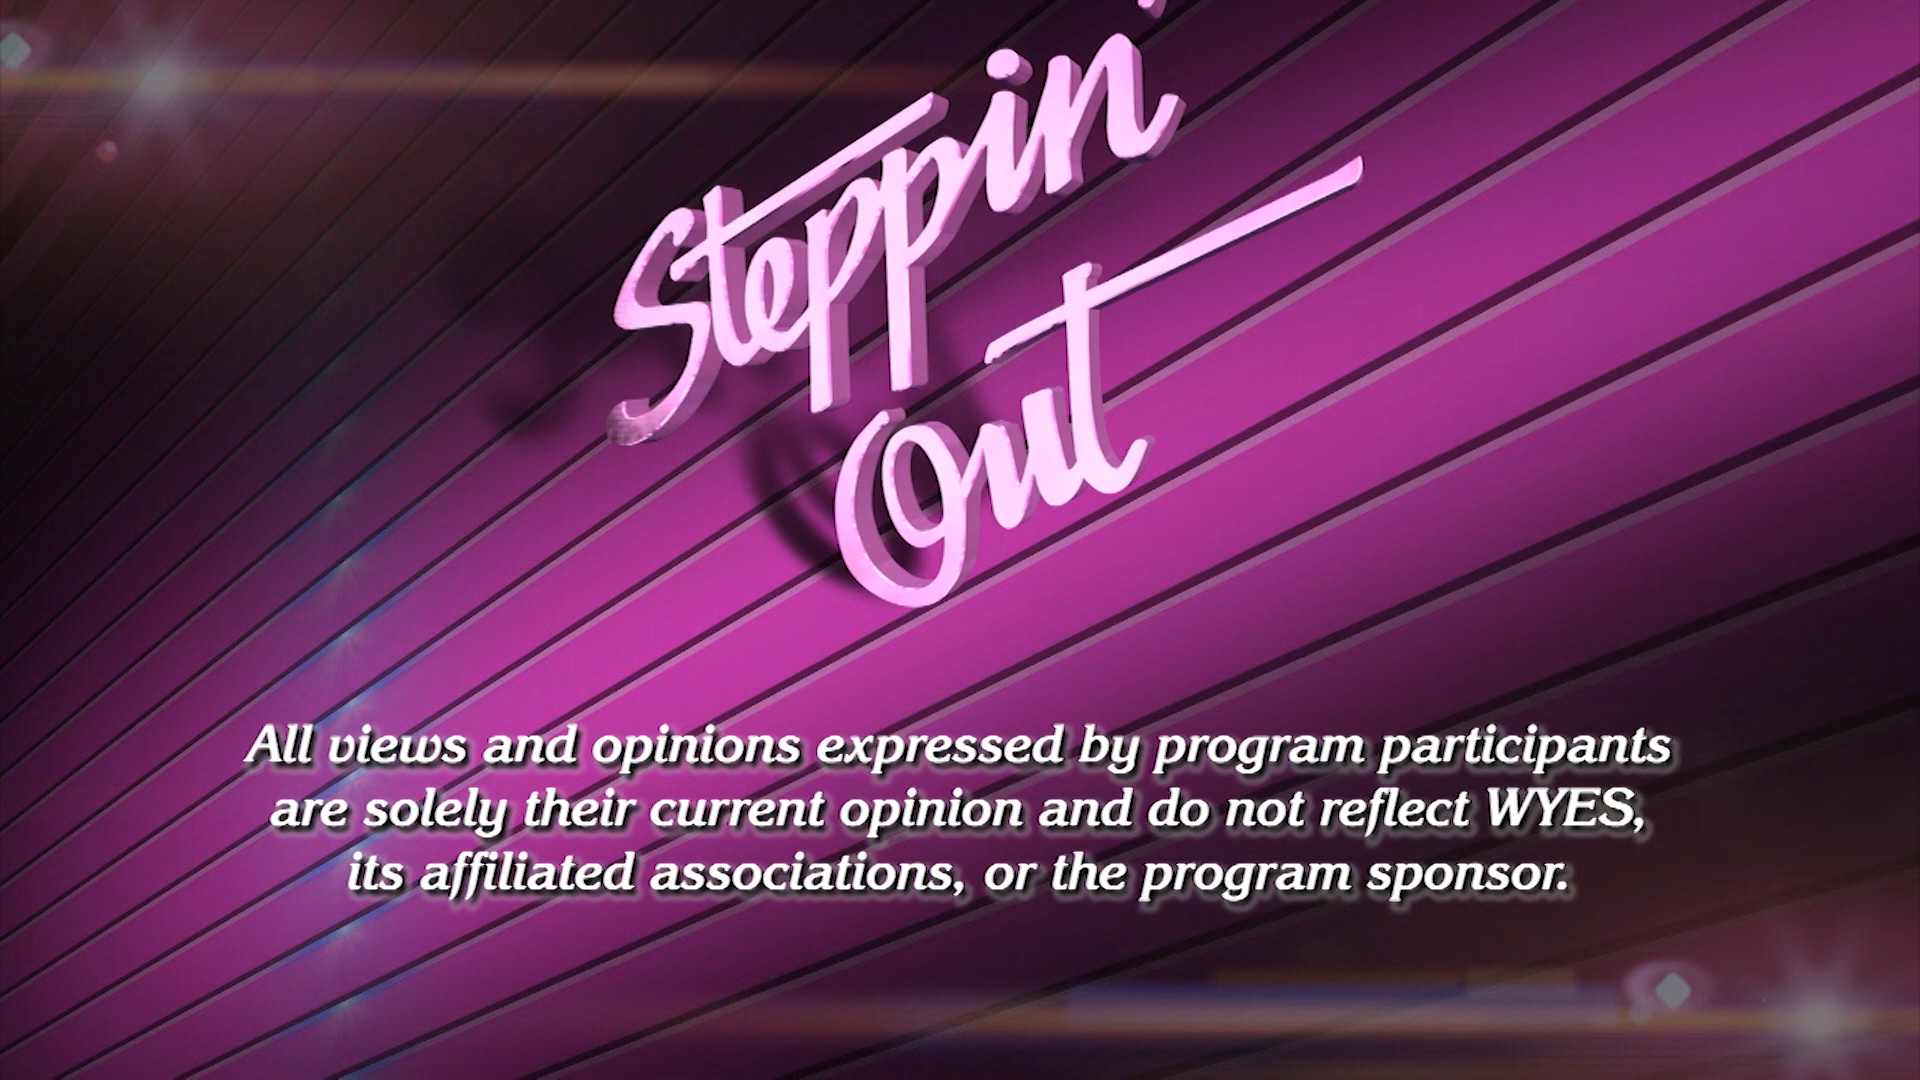 Steppin'
Out
All views and opinions expressed by program participants
are solely their current opinion and do not reflect WYES,
its affiliated associations, or the program sponsor.